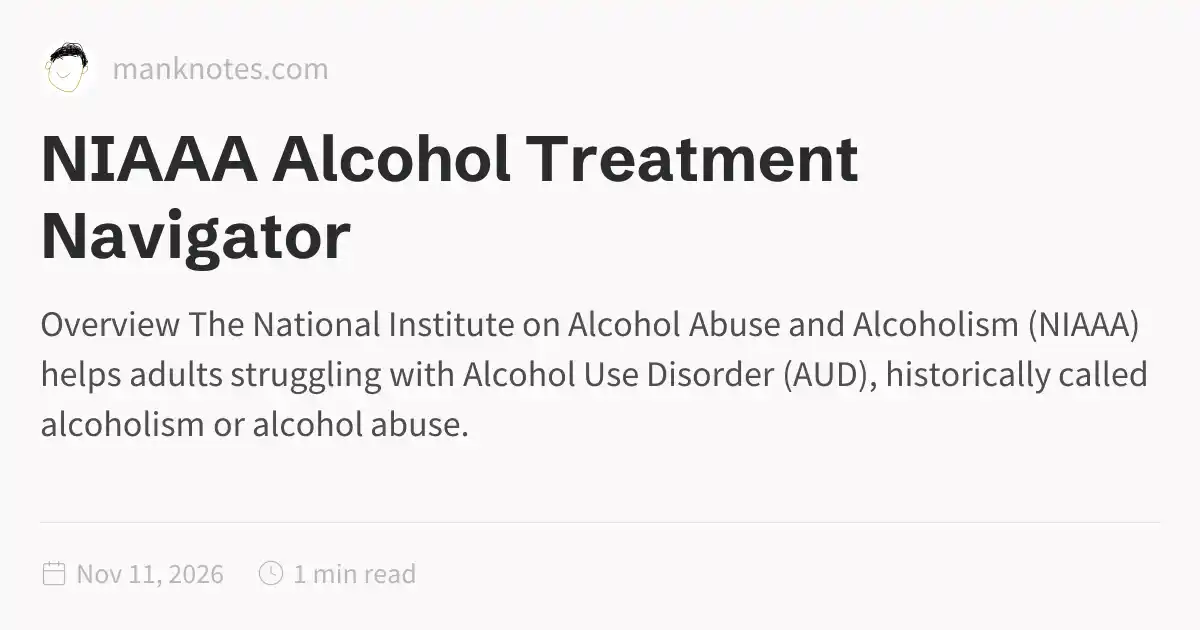 manknotes.com
NIAAA Alcohol Treatment
Navigator
Overview The National Institute on Alcohol Abuse and Alcoholism (NIAAA)
helps adults struggling with Alcohol Use Disorder (AUD), historically called
alcoholism or alcohol abuse.
Nov 11, 2026 1 min read